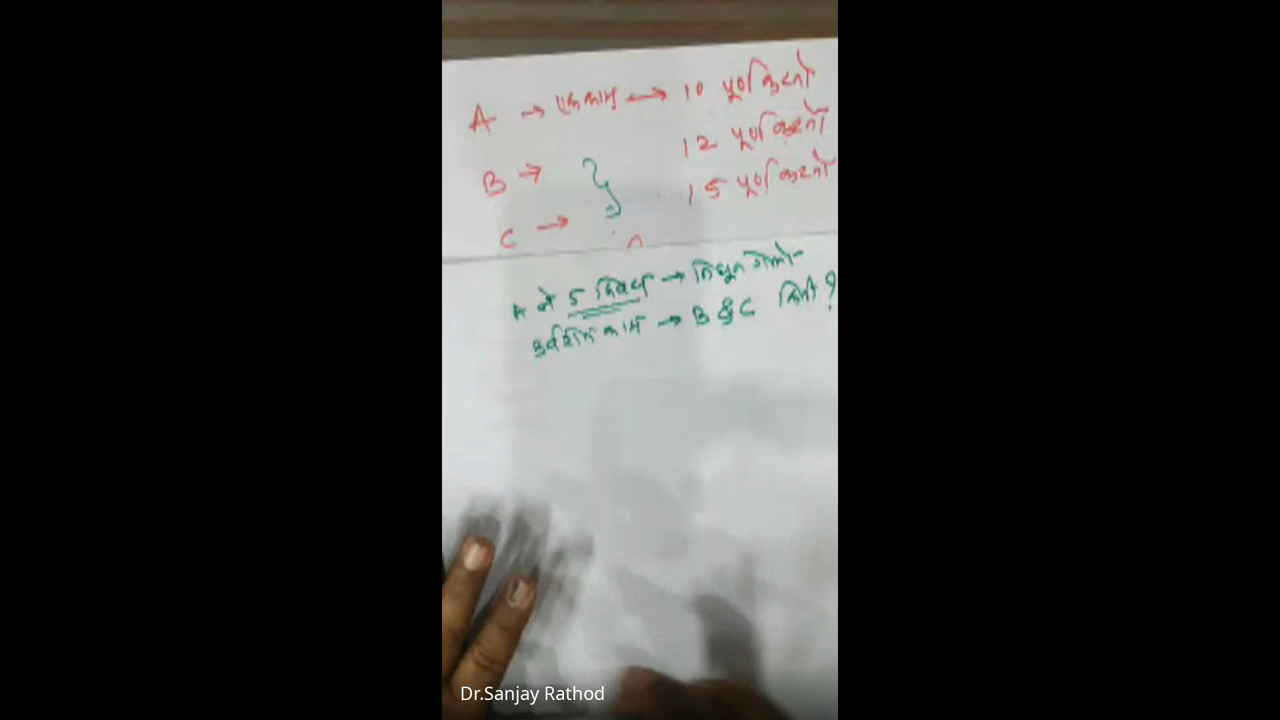 A → एक काम → 10 पूर्ण करतो
B → 12 पूर्ण करतो
C → 15 पूर्ण करतो
A ने 5 दिवस → निघून गेला
उर्वरित काम → B & C किती ?
Dr.Sanjay Rathod